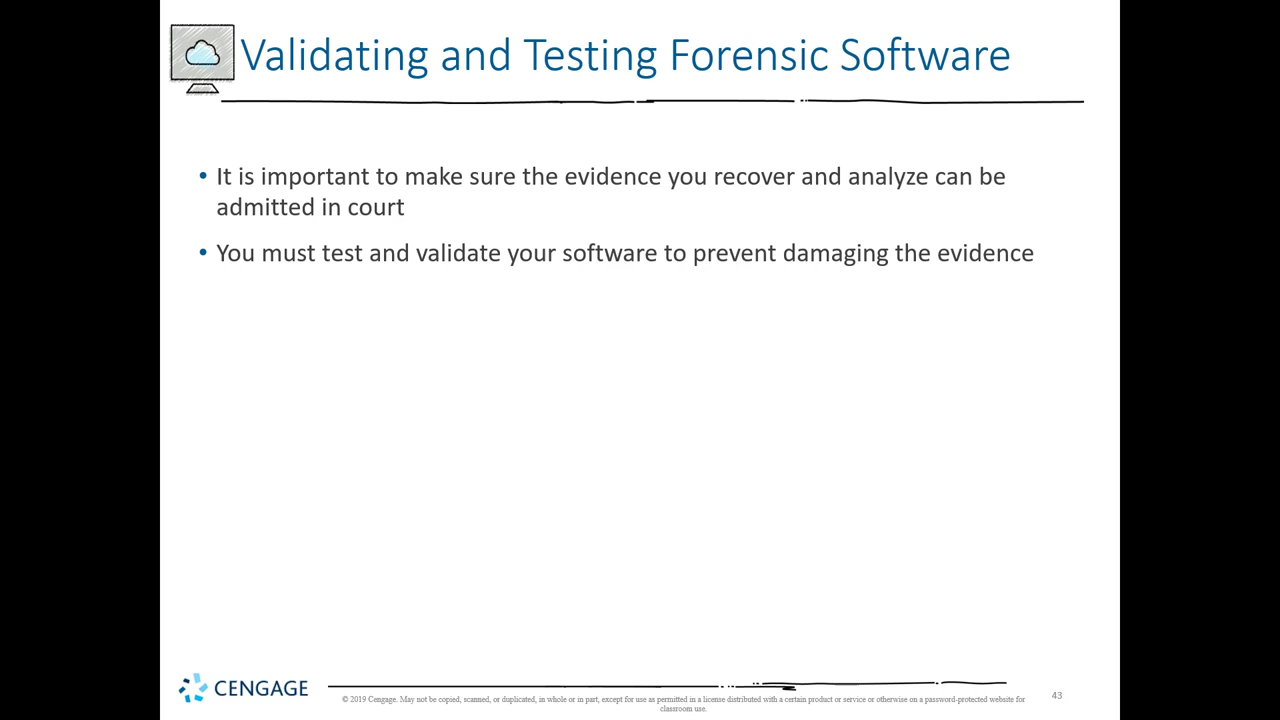 Validating and Testing Forensic Software
• It is important to make sure the evidence you recover and analyze can be
admitted in court
• You must test and validate your software to prevent damaging the evidence
CENGAGE
© 2019 Cengage. May not be copied, scanned, or duplicated, in whole or in part, except for use as permitted in a license distributed with a certain product or service or otherwise on a password-protected website for
classroom use.
43